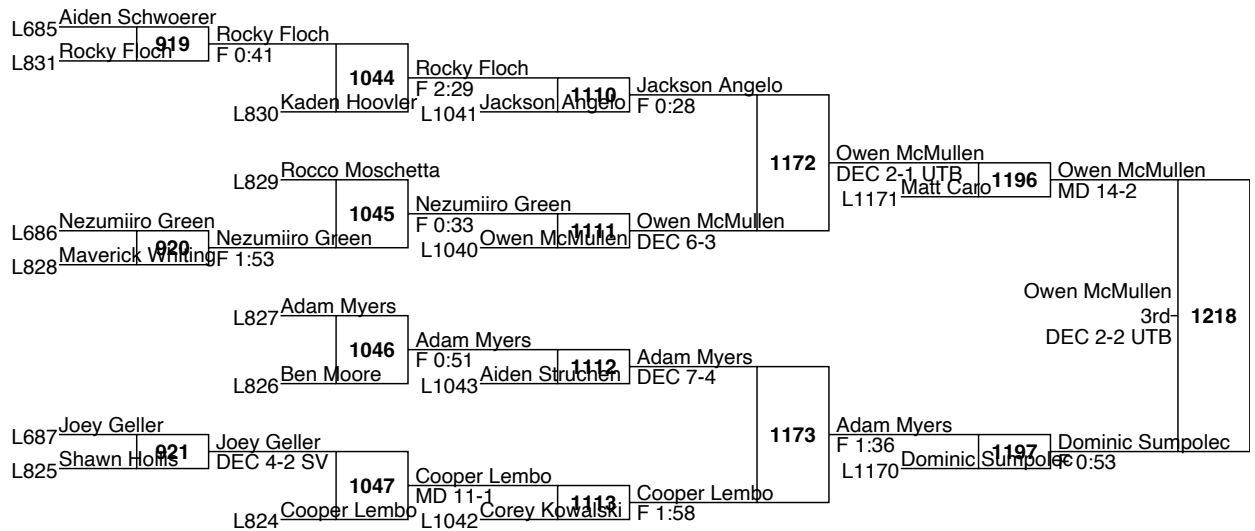 Aiden Schwoerer
L685
919
Rocky Floch
L831
Rocky Floch
F 0:41
1044
Kaden Hoovler
L830
Rocky Floch
F 2:29
1110
Jackson Angelo
L1041
Jackson Angelo
F 0:28
1172
Rocco Moschetta
L829
1045
Nezumiiro Green
L686
920
Maverick Whiting
L828
Nezumiiro Green
F 1:53
Nezumiiro Green
F 0:33
1111
Owen McMullen
L1040
Owen McMullen
DEC 6-3
Owen McMullen
DEC 2-1 UTB
1196
Matt Caro
L1171
Owen McMullen
MD 14-2
Adam Myers
L827
1046
Ben Moore
L826
Adam Myers
F 0:51
1112
Aiden Struchen
L1043
Adam Myers
DEC 7-4
1173
Joey Geller
L687
921
Shawn Hollis
L825
Joey Geller
DEC 4-2 SV
1047
Cooper Lembo
L824
Cooper Lembo
MD 11-1
1113
Corey Kowalski
L1042
Cooper Lembo
F 1:58
Adam Myers
F 1:36
1197
Dominic Sumpolec
L1170
Dominic Sumpolec
F 0:53
Owen McMullen
3rd
DEC 2-2 UTB
1218